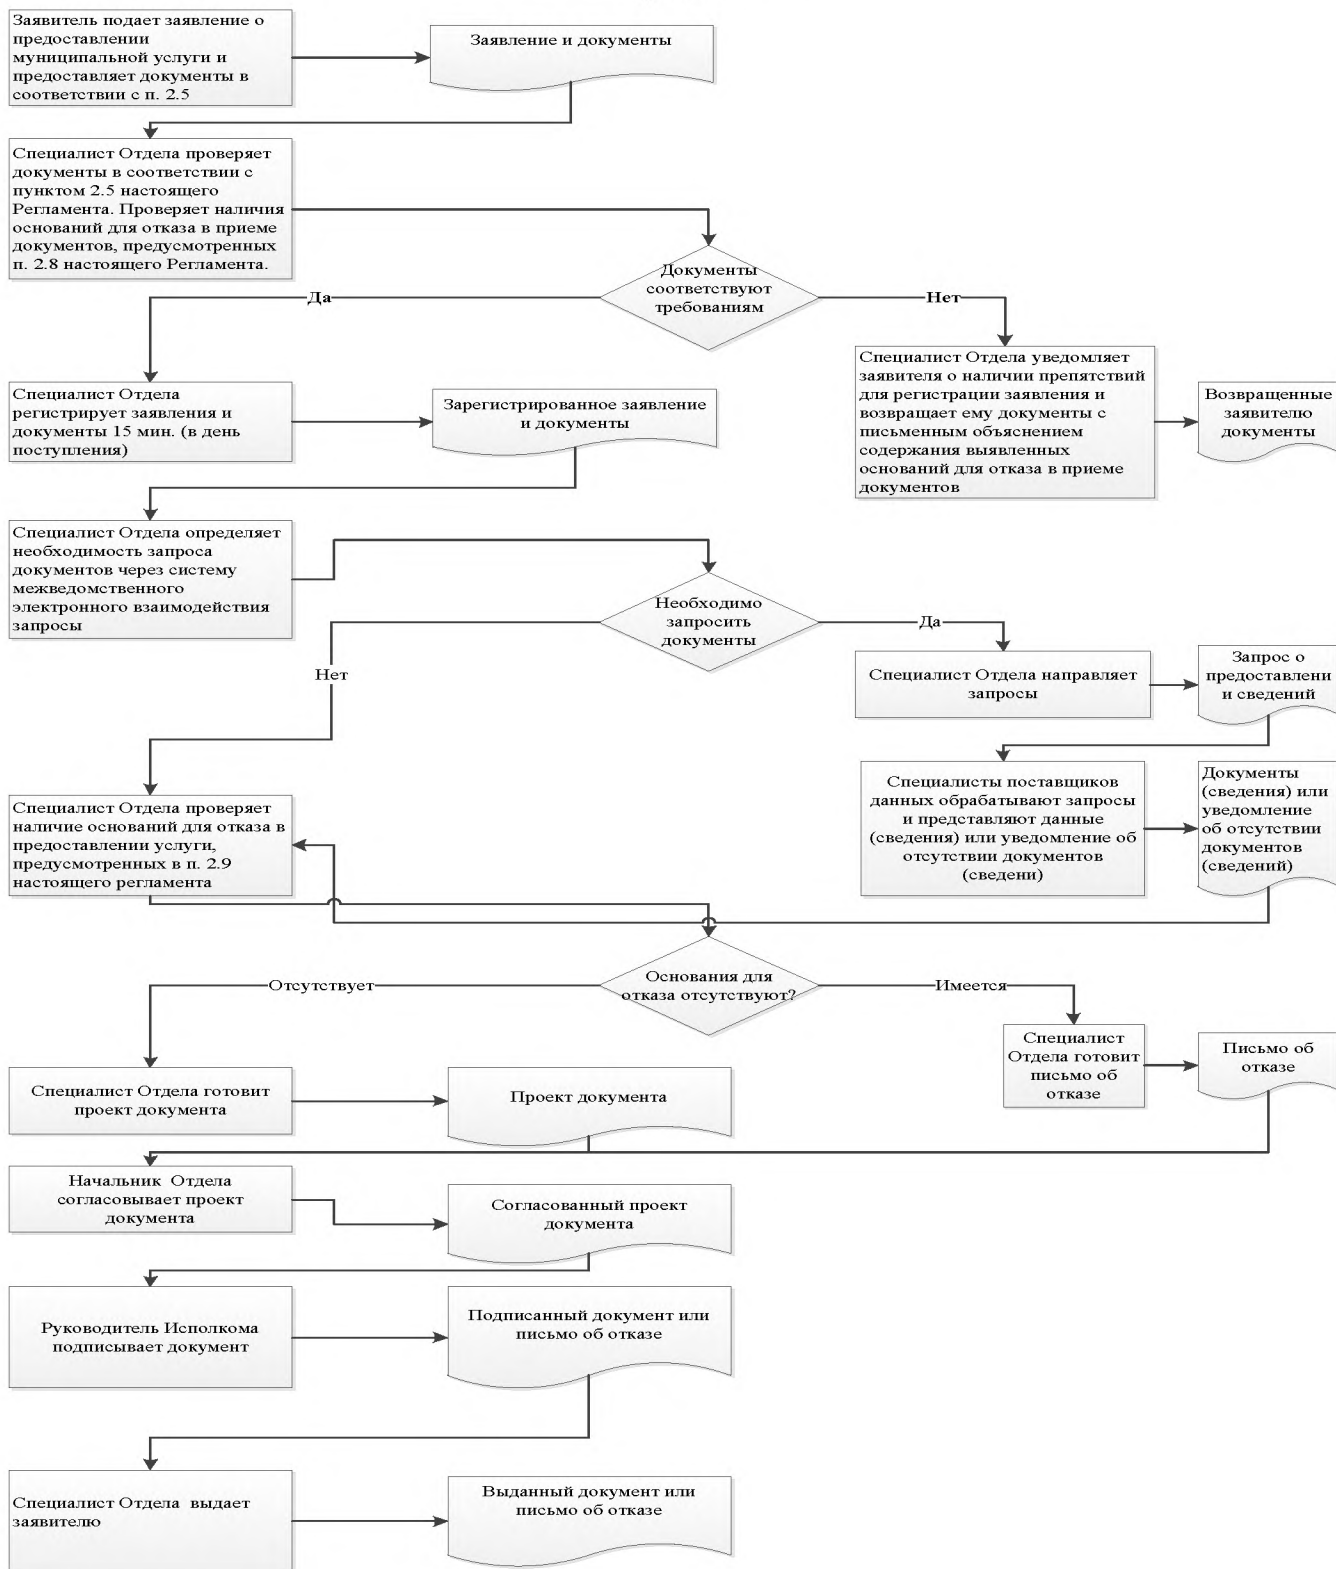 Заявитель подает заявление о
предоставлении
муниципальной услуги и
предоставляет документы в
соответствии с п. 2.5
Заявление и документы
Специалист Отдела проверяет
документы в соответствии с
пунктом 2.5 настоящего
Регламента. Проверяет наличия
оснований для отказа в приеме
документов, предусмотренных
п. 2.8 настоящего Регламента.
Документы
соответствуют
требованиям
Да
Нет
Специалист Отдела
регистрирует заявления и
документы 15 мин. (в день
поступления)
Зарегистрированное заявление
и документы
Специалист Отдела уведомляет
заявителя о наличии препятствий
для регистрации заявления и
возвращает ему документы с
письменным объяснением
содержания выявленных
оснований для отказа в приеме
документов
Возвращенные
заявителю
документы
Специалист Отдела определяет
необходимость запроса
документов через систему
межведомственного
электронного взаимодействия
запросы
Необходимо
запросить
документы
Да
Нет
Специалист Отдела направляет
запросы
Запрос о
предоставлени
и сведений
Специалисты поставщиков
данных обрабатывают запросы
и представляют данные
(сведения) или уведомление об
отсутствии документов
(сведени)
Документы
(сведения) или
уведомление
об отсутствии
документов
(сведений)
Специалист Отдела проверяет
наличие оснований для отказа в
предоставлении услуги,
предусмотренных в п. 2.9
настоящего регламента
Основания для
отказа отсутствуют?
Отсутствует
Имеется
Специалист
Отдела готовит
письмо об
отказе
Письмо об
отказе
Специалист Отдела готовит
проект документа
Проект документа
Начальник Отдела
согласовывает проект
документа
Согласованный проект
документа
Руководитель Исполкома
подписывает документ
Подписанный документ или
письмо об отказе
Специалист Отдела выдает
заявителю
Выданный документ или
письмо об отказе